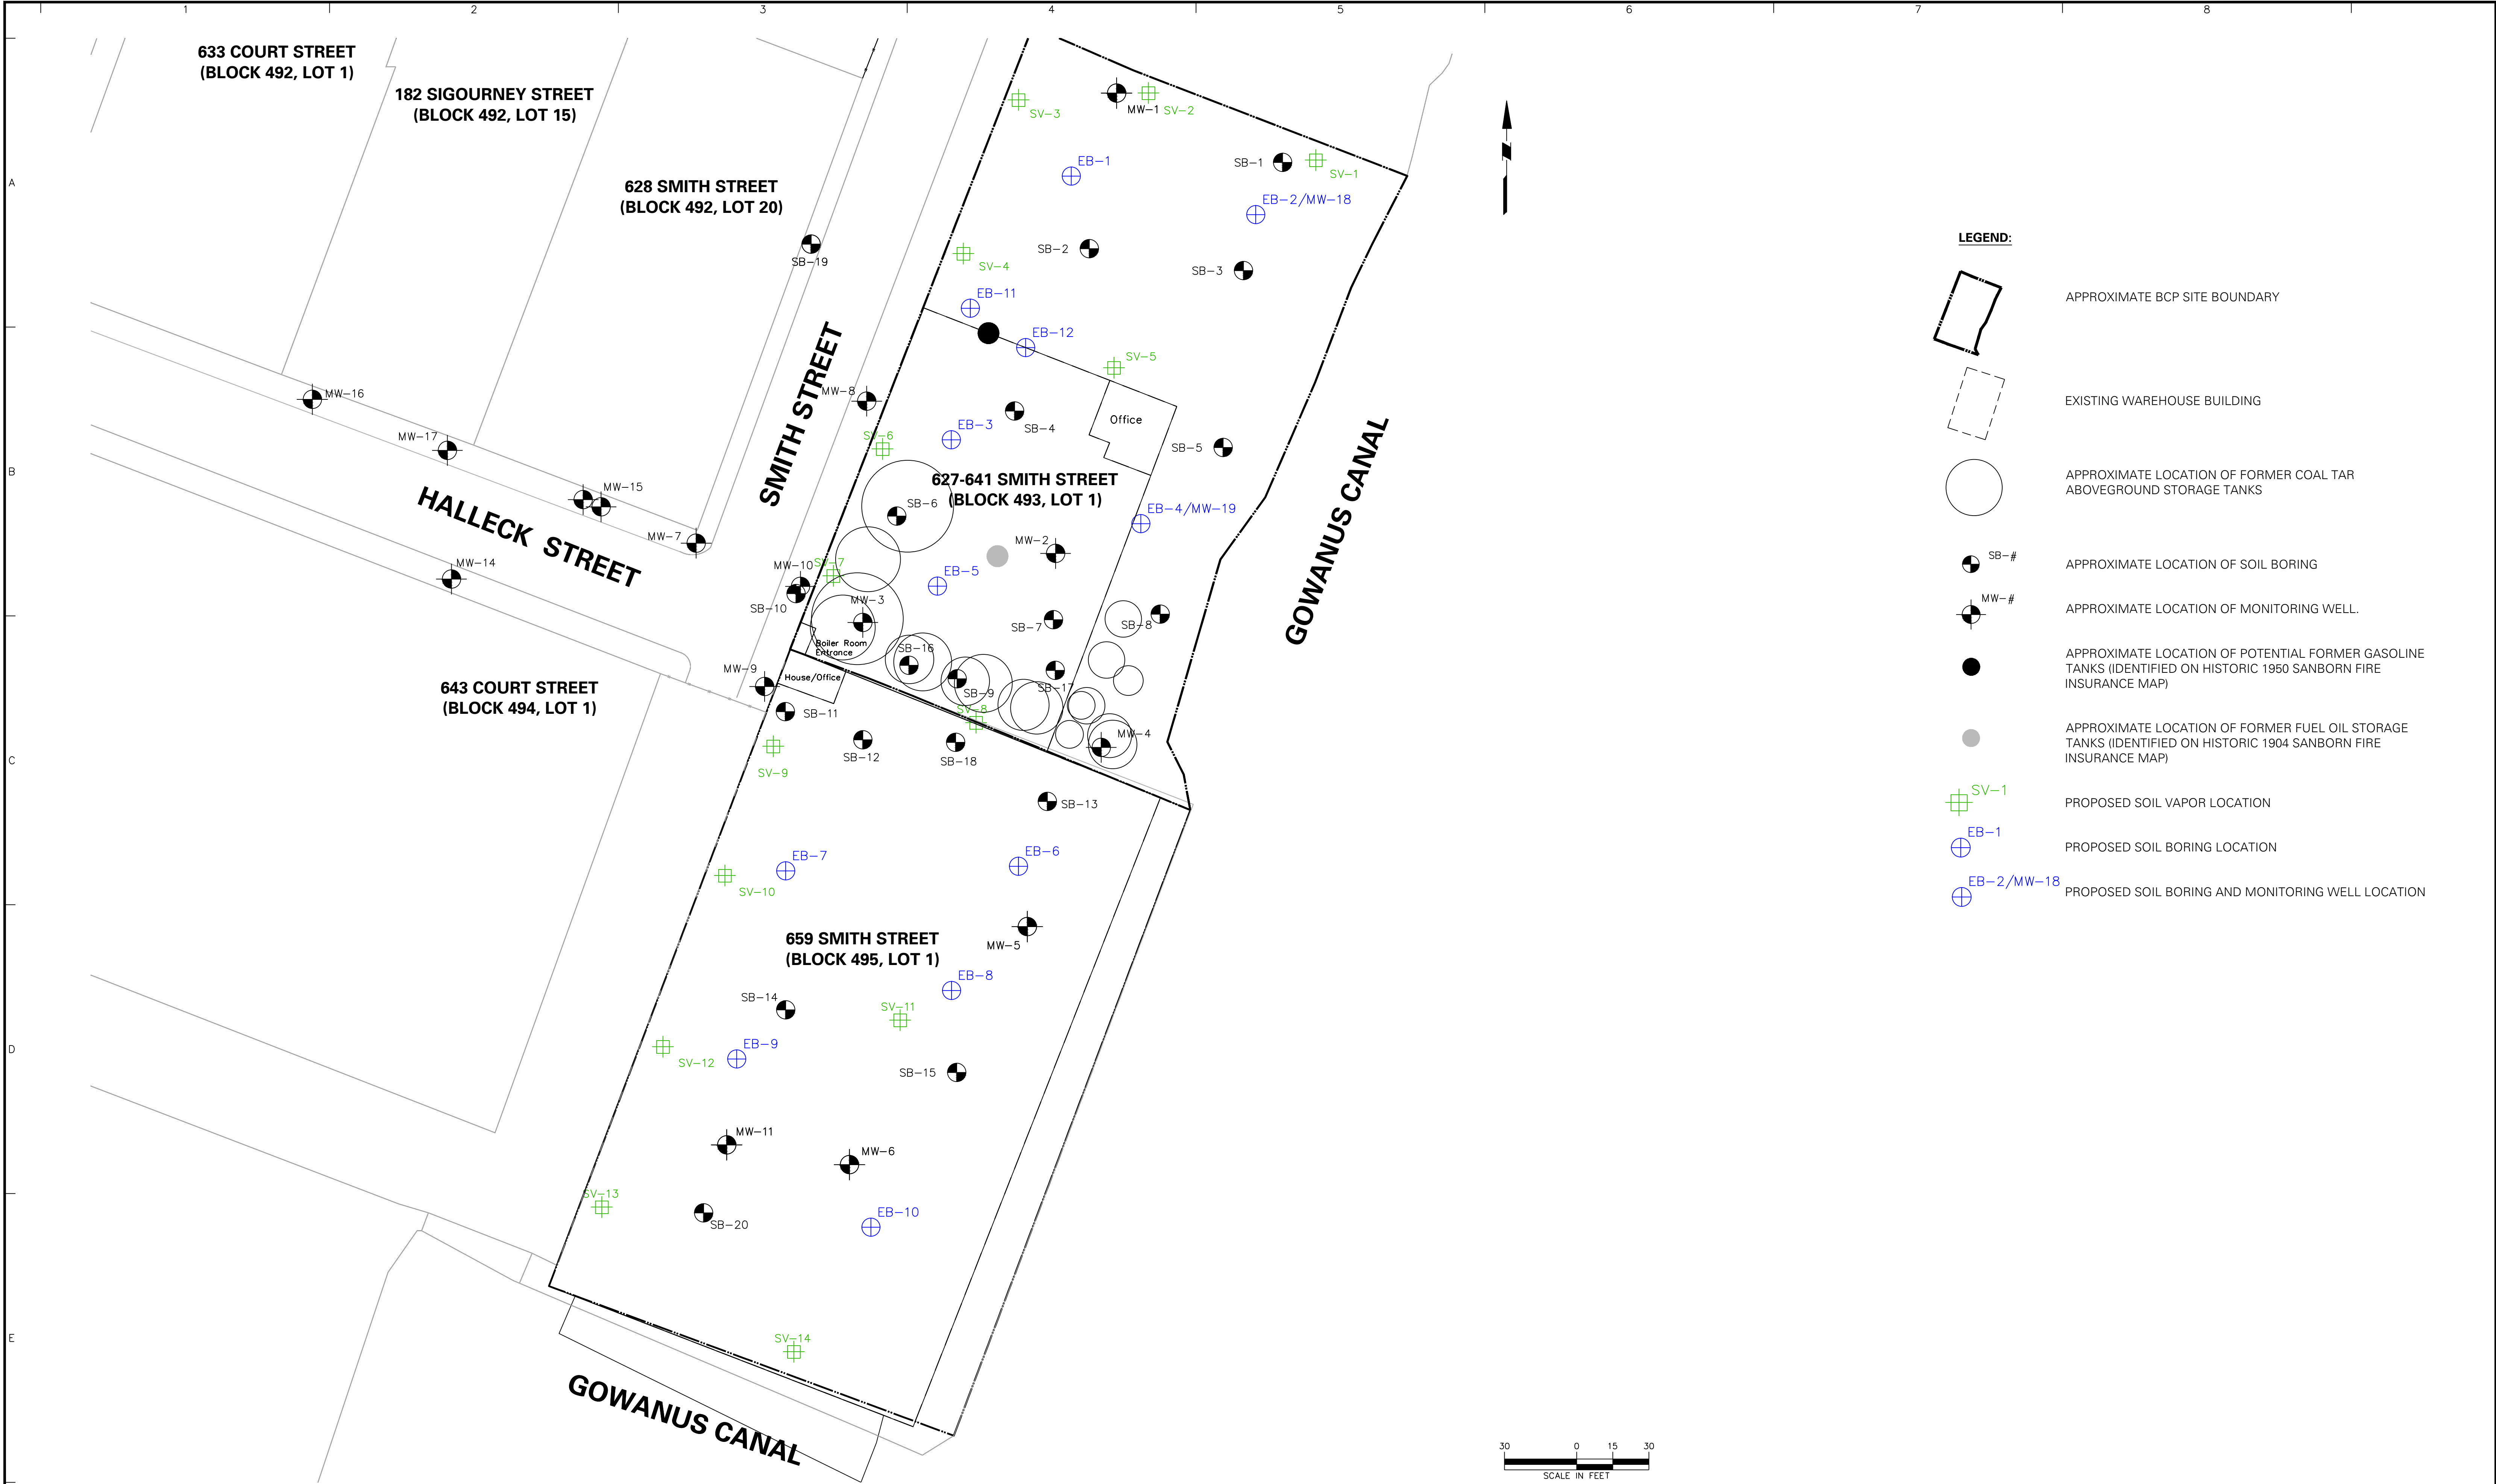 1 2 3 4 5 6 7 8
633 COURT STREET
(BLOCK 492, LOT 1)
182 SIGOURNEY STREET
(BLOCK 492, LOT 15)
628 SMITH STREET
(BLOCK 492, LOT 20)
SV-3
MW-1
SV-2
SB-1
SV-1
EB-1
A
EB-2/MW-18
SB-2
SB-19
SV-4
SB-3
EB-11
EB-12
SV-5
MW-16
MW-8
MW-17
SV-6
EB-3
SB-4
Office
SB-5
B
SMITH STREET
HALLECK STREET
627-641 SMITH STREET
(BLOCK 493, LOT 1)
GOWANUS CANAL
MW-15
SB-6
EB-4/MW-19
MW-7
MW-2
MW-14
MW-10
SV-7
EB-5
SB-10
MW-3
SB-7
SB-8
Boiler Room
Entrance
SB-16
MW-9
House/Office
SB-9
SB-17
643 COURT STREET
(BLOCK 494, LOT 1)
SB-11
SV-8
MW-4
C
SB-12
SB-18
SV-9
SB-13
EB-7
EB-6
SV-10
659 SMITH STREET
(BLOCK 495, LOT 1)
MW-5
EB-8
SB-14
SV-11
D
EB-9
SV-12
SB-15
MW-11
MW-6
SV-13
SB-20
EB-10
E
SV-14
GOWANUS CANAL
LEGEND:
APPROXIMATE BCP SITE BOUNDARY
EXISTING WAREHOUSE BUILDING
APPROXIMATE LOCATION OF FORMER COAL TAR
ABOVEGROUND STORAGE TANKS
SB-#
APPROXIMATE LOCATION OF SOIL BORING
MW-#
APPROXIMATE LOCATION OF MONITORING WELL.
APPROXIMATE LOCATION OF POTENTIAL FORMER GASOLINE
TANKS (IDENTIFIED ON HISTORIC 1950 SANBORN FIRE
INSURANCE MAP)
APPROXIMATE LOCATION OF FORMER FUEL OIL STORAGE
TANKS (IDENTIFIED ON HISTORIC 1904 SANBORN FIRE
INSURANCE MAP)
SV-1
PROPOSED SOIL VAPOR LOCATION
EB-1
PROPOSED SOIL BORING LOCATION
EB-2/MW-18
PROPOSED SOIL BORING AND MONITORING WELL LOCATION
30 0 15 30
SCALE IN FEET